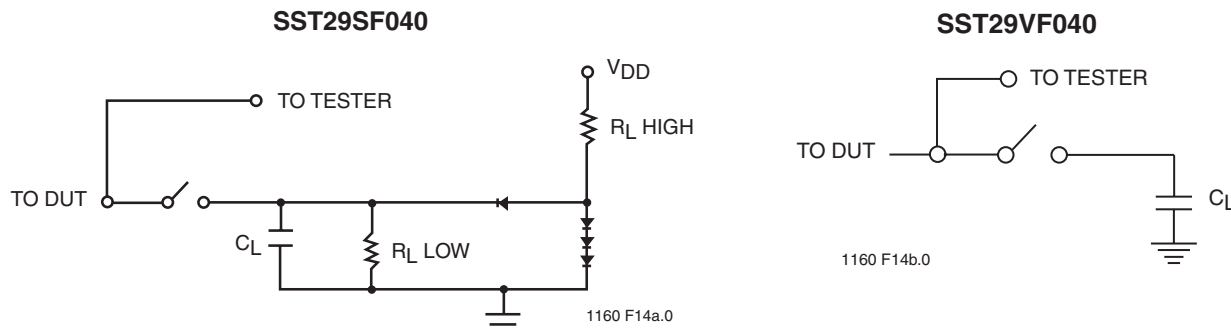 SST29SF040
VDD
TO TESTER
RL HIGH
TO DUT
CL
RL LOW
1160 F14a.0
SST29VF040
TO TESTER
TO DUT
CL
1160 F14b.0